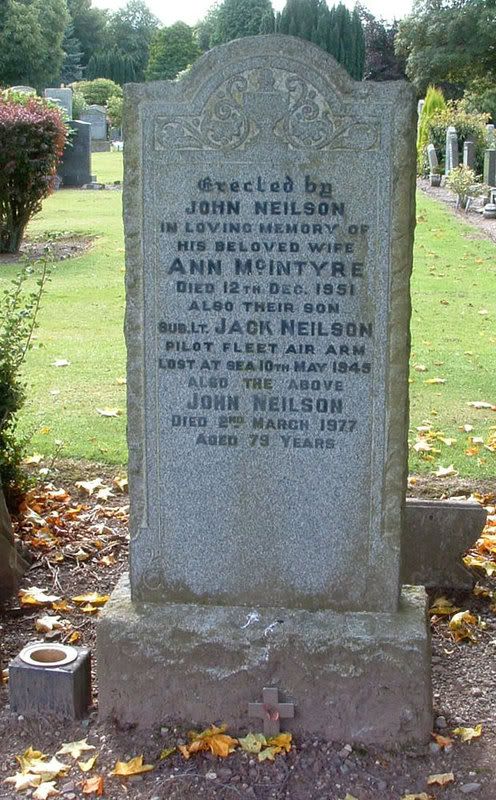 Erected by
JOHN NEILSON
IN LOVING MEMORY OF
HIS BELOVED WIFE
ANN McINTYRE
DIED 12TH DEC. 1951
ALSO THEIR SON
SUB.LT. JACK NEILSON
PILOT FLEET AIR ARM
LOST AT SEA 10TH MAY 1945
ALSO THE ABOVE
JOHN NEILSON
DIED 2ND MARCH 1977
AGED 79 YEARS